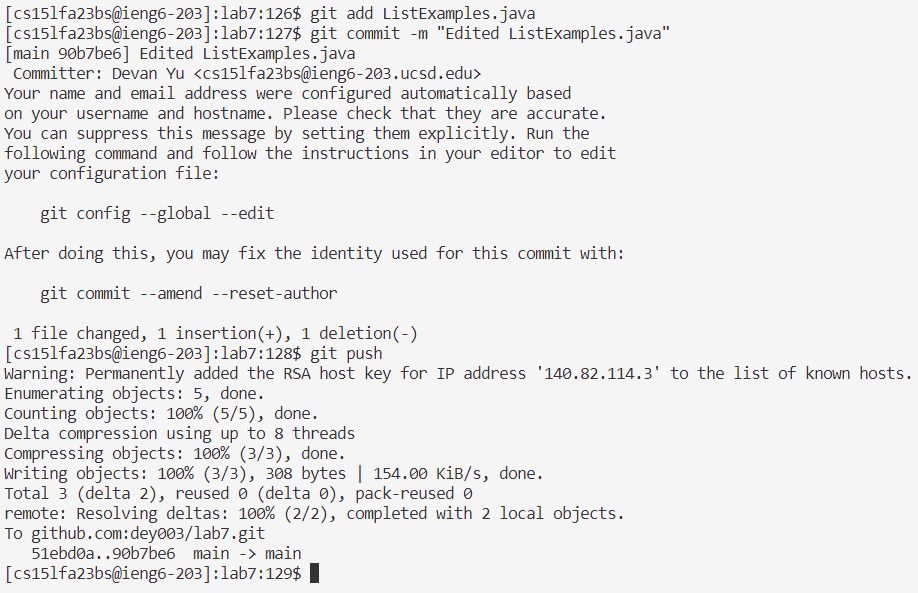 [cs15lfa23bs@ieng6-203]:lab7:126$ git add ListExamples.java
[cs15lfa23bs@ieng6-203]:lab7:127$ git commit -m "Edited ListExamples.java"
[main 90b7be6] Edited ListExamples.java
 Committer: Devan Yu <cs15lfa23bs@ieng6-203.ucsd.edu>
Your name and email address were configured automatically based
on your username and hostname. Please check that they are accurate.
You can suppress this message by setting them explicitly. Run the
following command and follow the instructions in your editor to edit
your configuration file:

    git config --global --edit

After doing this, you may fix the identity used for this commit with:

    git commit --amend --reset-author

 1 file changed, 1 insertion(+), 1 deletion(-)
[cs15lfa23bs@ieng6-203]:lab7:128$ git push
Warning: Permanently added the RSA host key for IP address '140.82.114.3' to the list of known hosts.
Enumerating objects: 5, done.
Counting objects: 100% (5/5), done.
Delta compression using up to 8 threads
Compressing objects: 100% (3/3), done.
Writing objects: 100% (3/3), 308 bytes | 154.00 KiB/s, done.
Total 3 (delta 2), reused 0 (delta 0), pack-reused 0
remote: Resolving deltas: 100% (2/2), completed with 2 local objects.
To github.com:dey003/lab7.git
   51ebd0a..90b7be6  main -> main
[cs15lfa23bs@ieng6-203]:lab7:129$